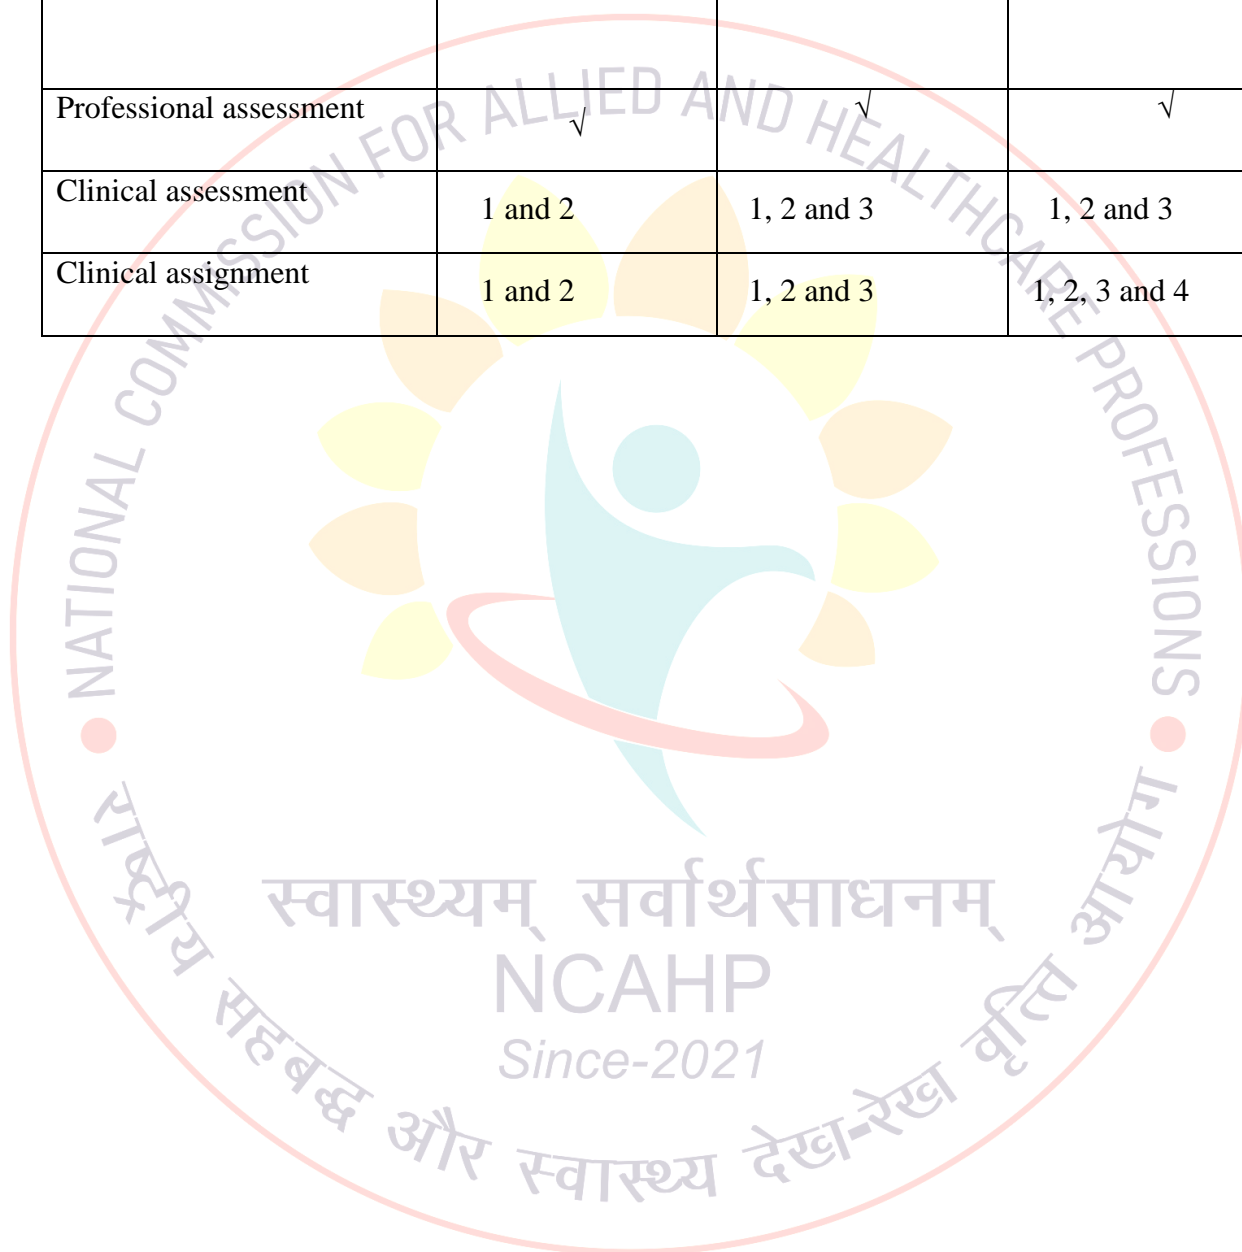 Professional assessment √ √ √
Clinical assessment 1 and 2 1, 2 and 3 1, 2 and 3
Clinical assignment 1 and 2 1, 2 and 3 1, 2, 3 and 4
NATIONAL COMMISSION FOR ALLIED AND HEALTHCARE PROFESSIONS
स्वास्थ्यम् सर्वार्थसाधनम्
NCAHP
Since-2021
राष्ट्रीय सहबद्ध और स्वास्थ्य देख-रेख वृत्ति आयोग